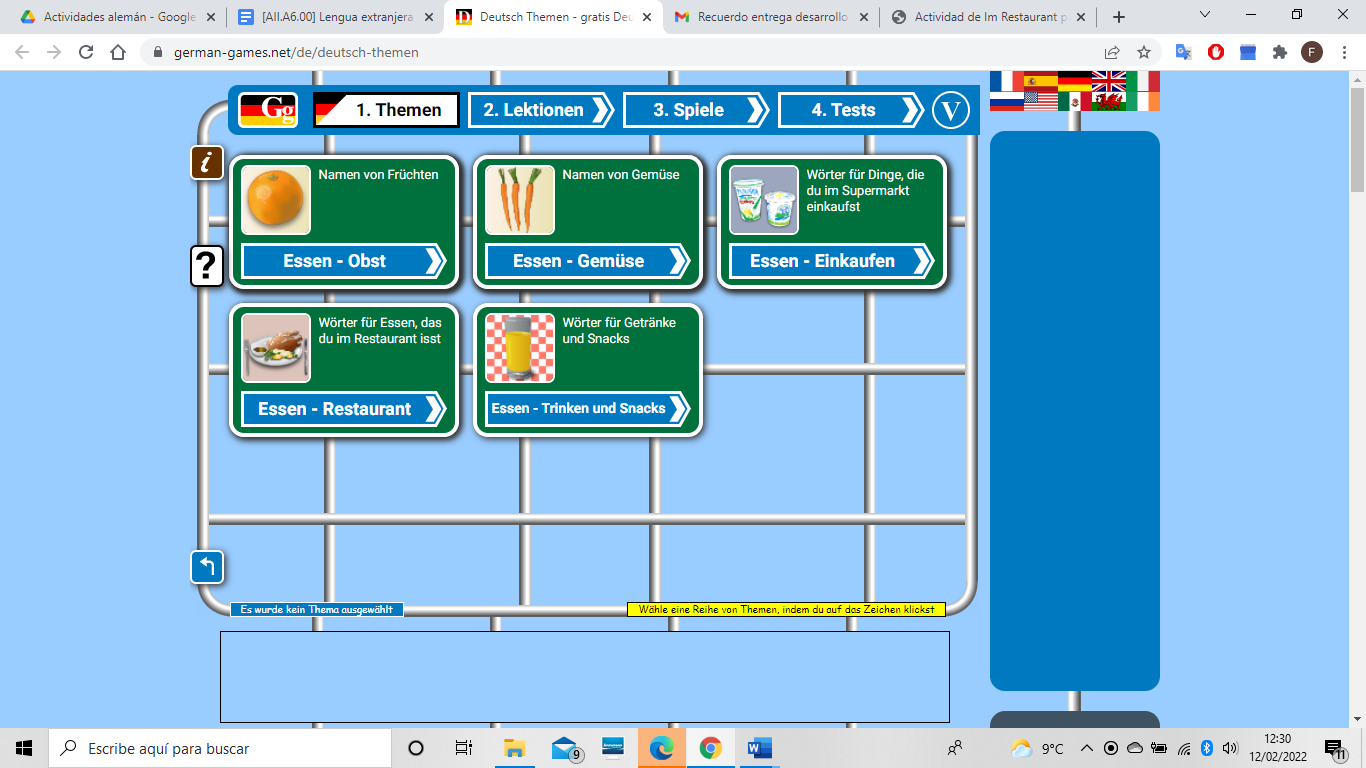 Actividades alemán - Google
[All.A6.00] Lengua extranjera
Deutsch Themen - gratis Deu
Recuerdo entrega desarrollo
Actividad de Im Restaurant p
german-games.net/de/deutsch-themen
F
Gg
1. Themen
2. Lektionen
3. Spiele
4. Tests
V
i
Namen von Früchten
Essen - Obst
Namen von Gemüse
Essen - Gemüse
Wörter für Dinge, die
du im Supermarkt
einkaufst
Essen - Einkaufen
?
Wörter für Essen, das
du im Restaurant isst
Essen - Restaurant
Wörter für Getränke
und Snacks
Essen - Trinken und Snacks
Es wurde kein Thema ausgewählt
Wähle eine Reihe von Themen, indem du auf das Zeichen klickst
Escribe aquí para buscar
9
W
9°C
12:30
12/02/2022
11